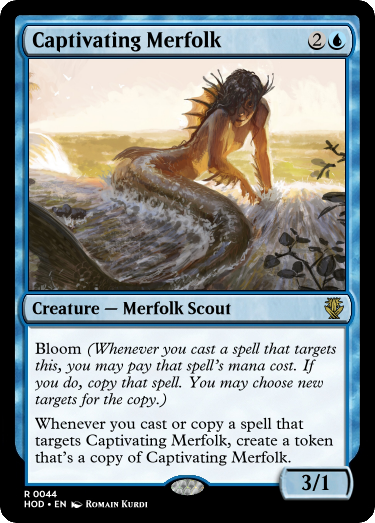 Captivating Merfolk 2
Creature — Merfolk Scout
Bloom (Whenever you cast a spell that targets
this, you may pay that spell's mana cost. If
you do, copy that spell. You may choose new
targets for the copy.)
Whenever you cast or copy a spell that
targets Captivating Merfolk, create a token
that's a copy of Captivating Merfolk.
3/1
R 0044
HOD • EN Romain Kurdi